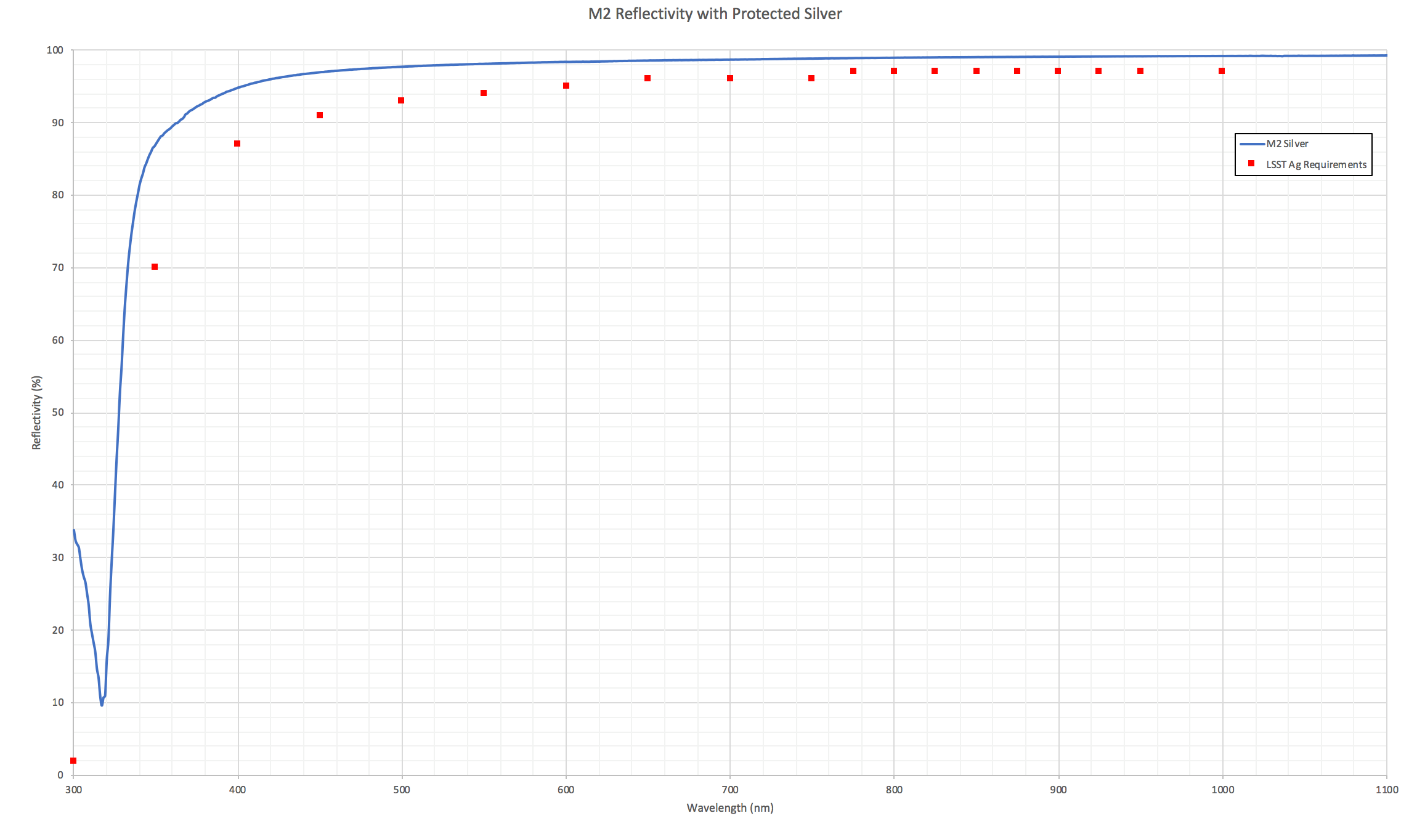 M2 Reflectivity with Protected Silver
100
90
80
70
60
50
40
30
20
10
0
Reflectivity (%)
M2 Silver
LSST Ag Requirements
300 400 500 600 700 800 900 1000 1100
Wavelength (nm)